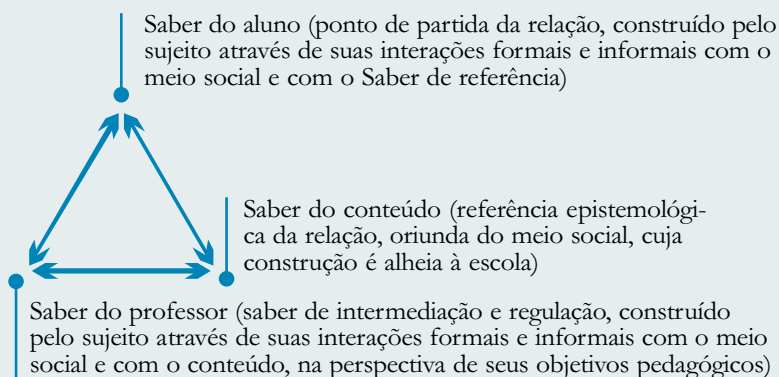 Saber do aluno (ponto de partida da relação, construído pelo
sujeito através de suas interações formais e informais com o
meio social e com o Saber de referência)
Saber do conteúdo (referência epistemológi-
ca da relação, oriunda do meio social, cuja
construção é alheia à escola)
Saber do professor (saber de intermediação e regulação, construído
pelo sujeito através de suas interações formais e informais com o meio
social e com o conteúdo, na perspectiva de seus objetivos pedagógicos)